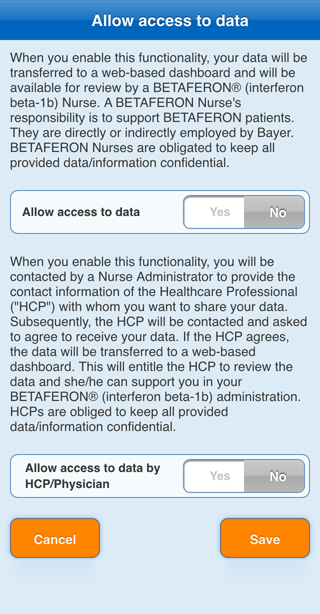 Allow access to data
When you enable this functionality, your data will be
transferred to a web-based dashboard and will be
available for review by a BETAFERON® (interferon
beta-1b) Nurse. A BETAFERON Nurse's
responsibility is to support BETAFERON patients.
They are directly or indirectly employed by Bayer.
BETAFERON Nurses are obligated to keep all
provided data/information confidential.
Allow access to data Yes No
When you enable this functionality, you will be
contacted by a Nurse Administrator to provide the
contact information of the Healthcare Professional
("HCP") with whom you want to share your data.
Subsequently, the HCP will be contacted and asked
to agree to receive your data. If the HCP agrees,
the data will be transferred to a web-based
dashboard. This will entitle the HCP to review the
data and she/he can support you in your
BETAFERON® (interferon beta-1b) administration.
HCPs are obliged to keep all provided
data/information confidential.
Allow access to data by
HCP/Physician Yes No
Cancel Save